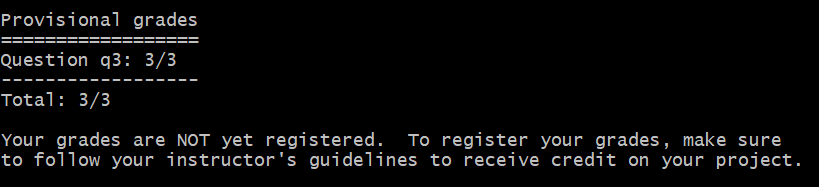 Provisional grades
==================
Question q3: 3/3
------------------
Total: 3/3
Your grades are NOT yet registered.  To register your grades, make sure
to follow your instructor's guidelines to receive credit on your project.